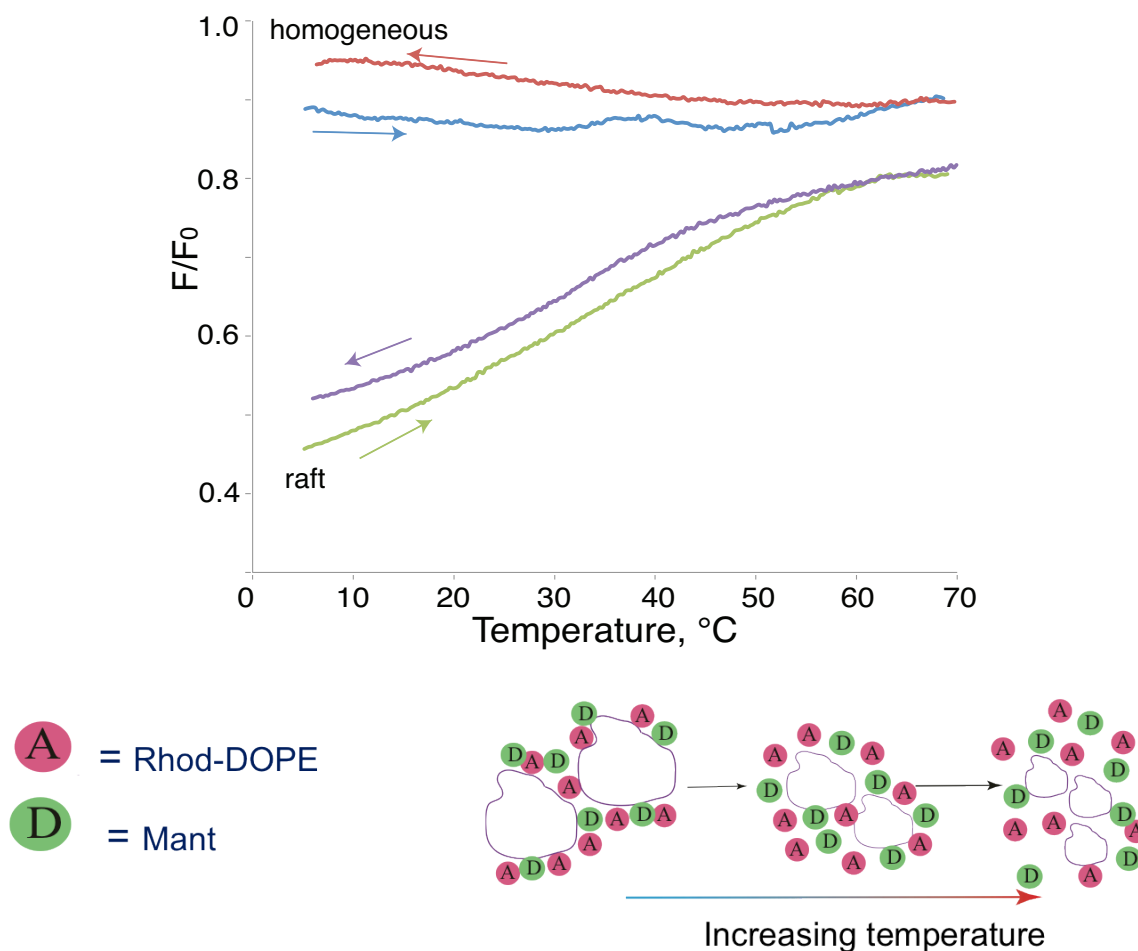 1.0
homogeneous
0.8
F/F0
0.6
0.4
raft
0 10 20 30 40 50 60 70
Temperature, °C
A = Rhod-DOPE
D = Mant
D A D A D D A D A A D A D A A D A
A D A D D A D A A D D A A D A
A D A D A D D A A D A D D A
Increasing temperature